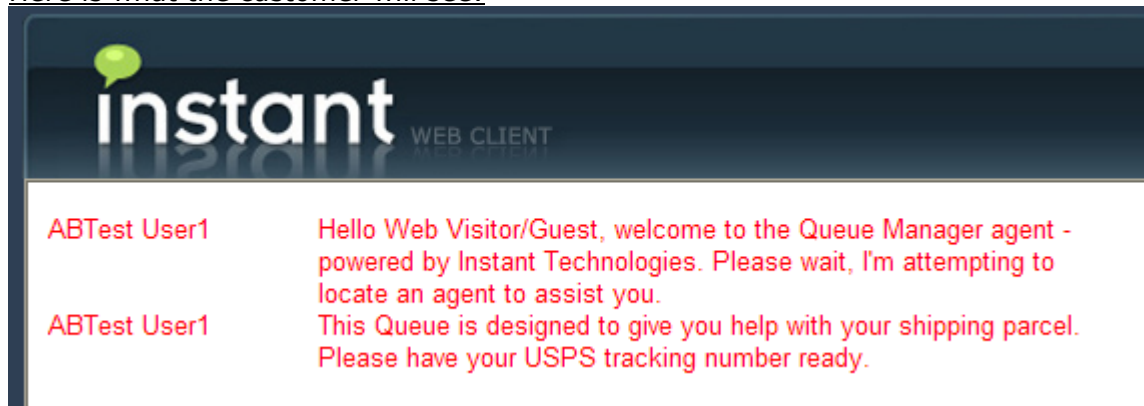 Here is what the customer will see:
instant WEB CLIENT
ABTest User1 Hello Web Visitor/Guest, welcome to the Queue Manager agent -
powered by Instant Technologies. Please wait, I'm attempting to
locate an agent to assist you.
ABTest User1 This Queue is designed to give you help with your shipping parcel.
Please have your USPS tracking number ready.